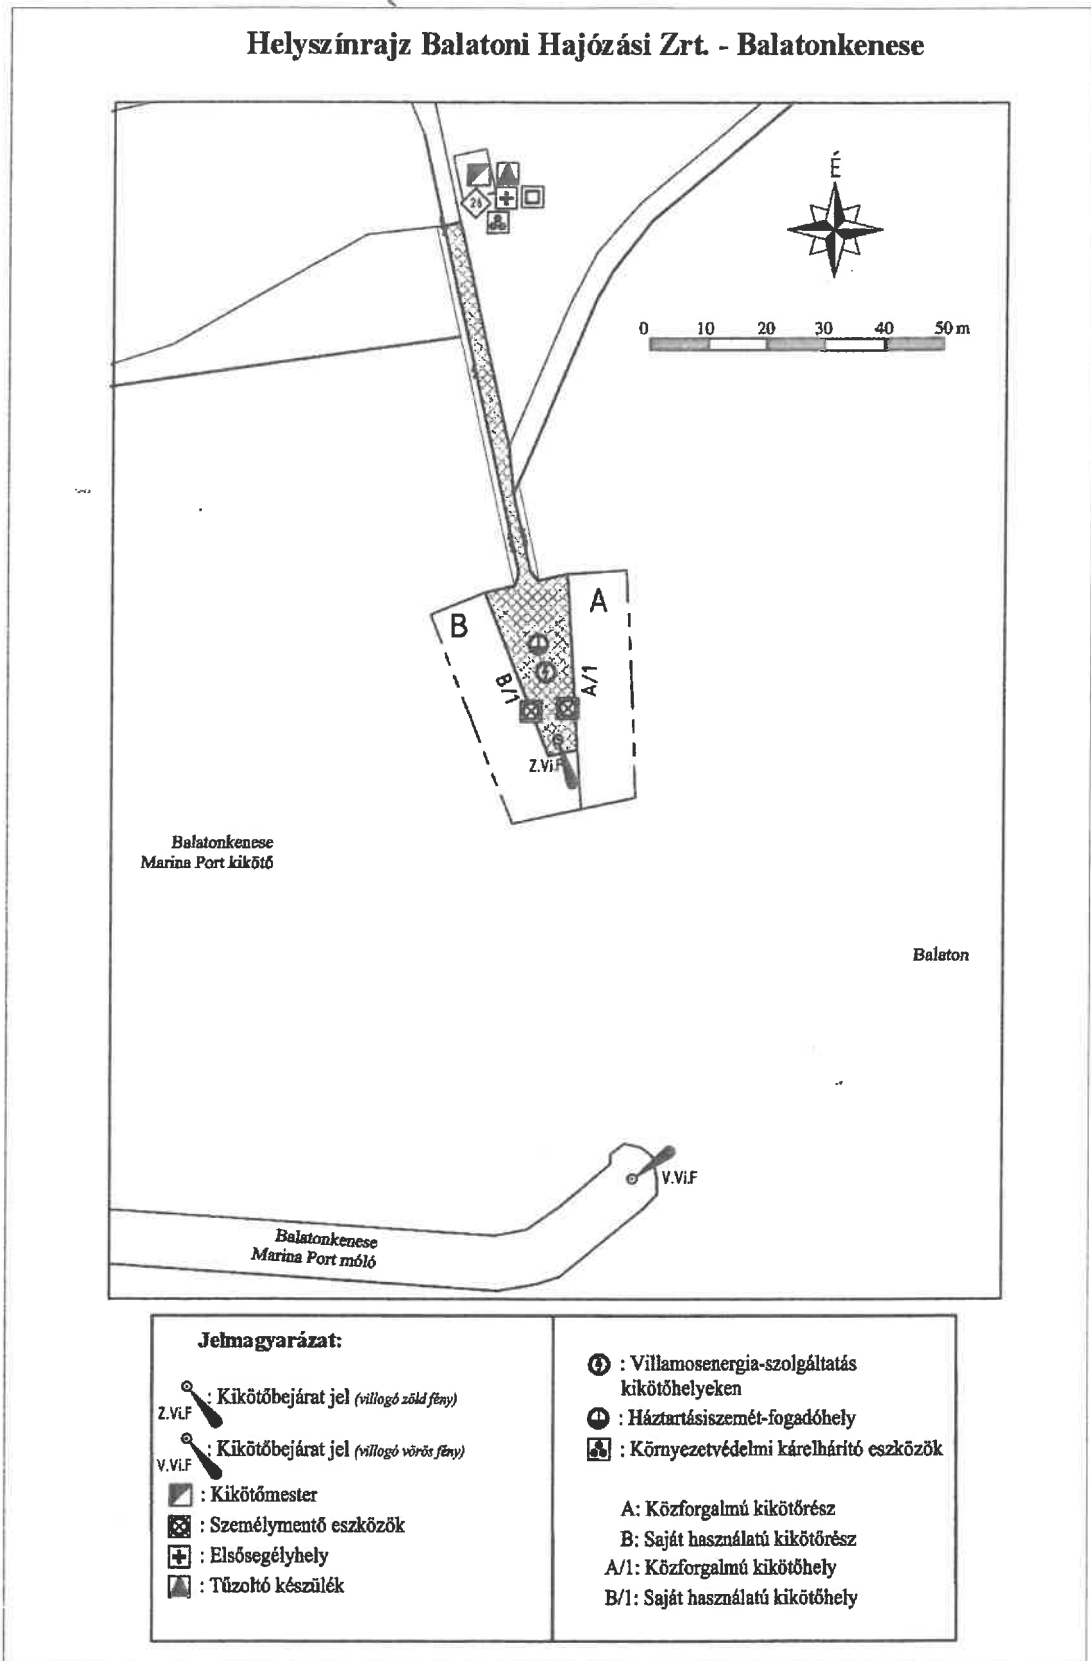 Helyszínrajz Balatoni Hajózási Zrt. - Balatonkenese
É
26
0 10 20 30 40 50 m
A
B
B/1
A/1
Z.Vi.F
Balatonkenese
Marina Port kikötő
Balaton
V.Vi.F
Balatonkenese
Marina Port móló
Jelmagyarázat:
Z.Vi.F : Kikötőbejárat jel (villogó zöld fény)
V.Vi.F : Kikötőbejárat jel (villogó vörös fény)
: Kikötőmester
: Személymentő eszközök
: Elsősegélyhely
: Tűzoltó készülék
: Villamosenergia-szolgáltatás
kikötőhelyeken
: Háztartásiszemét-fogadóhely
: Környezetvédelmi kárelhárító eszközök
A: Közforgalmú kikötőrész
B: Saját használatú kikötőrész
A/1: Közforgalmú kikötőhely
B/1: Saját használatú kikötőhely